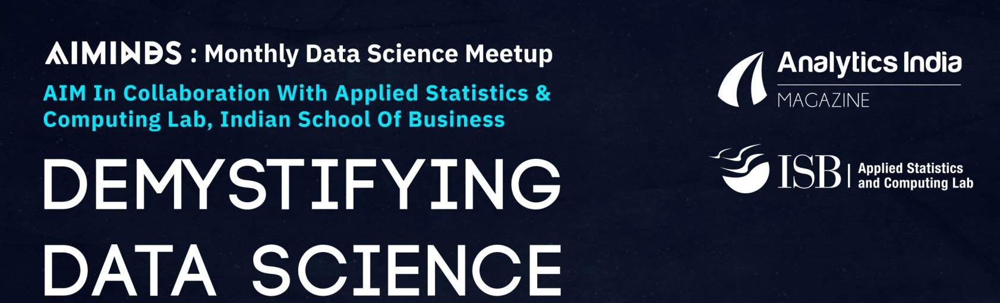 AIMINDS : Monthly Data Science Meetup
AIM In Collaboration With Applied Statistics &
Computing Lab, Indian School Of Business
DEMYSTIFYING
DATA SCIENCE
Analytics India
MAGAZINE
ISB | Applied Statistics
and Computing Lab